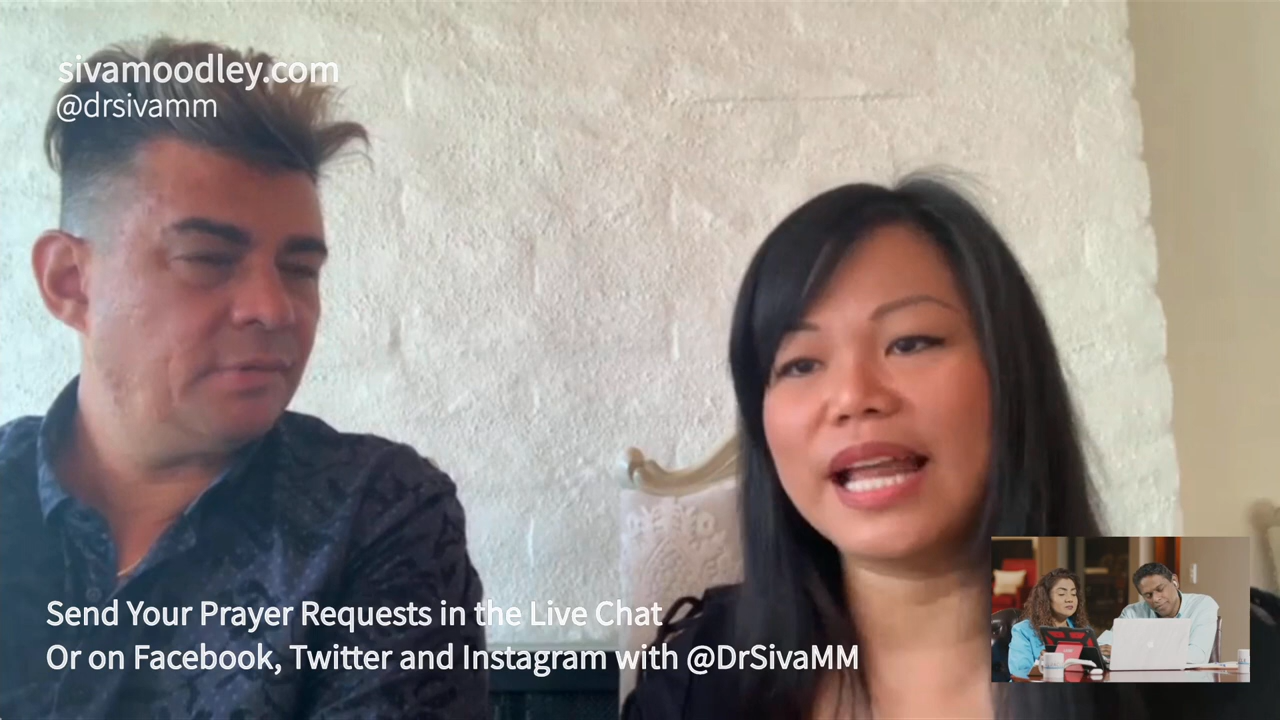 sivamoodley.com
@drsivamm
Send Your Prayer Requests in the Live Chat
Or on Facebook, Twitter and Instagram with @DrSivaMM